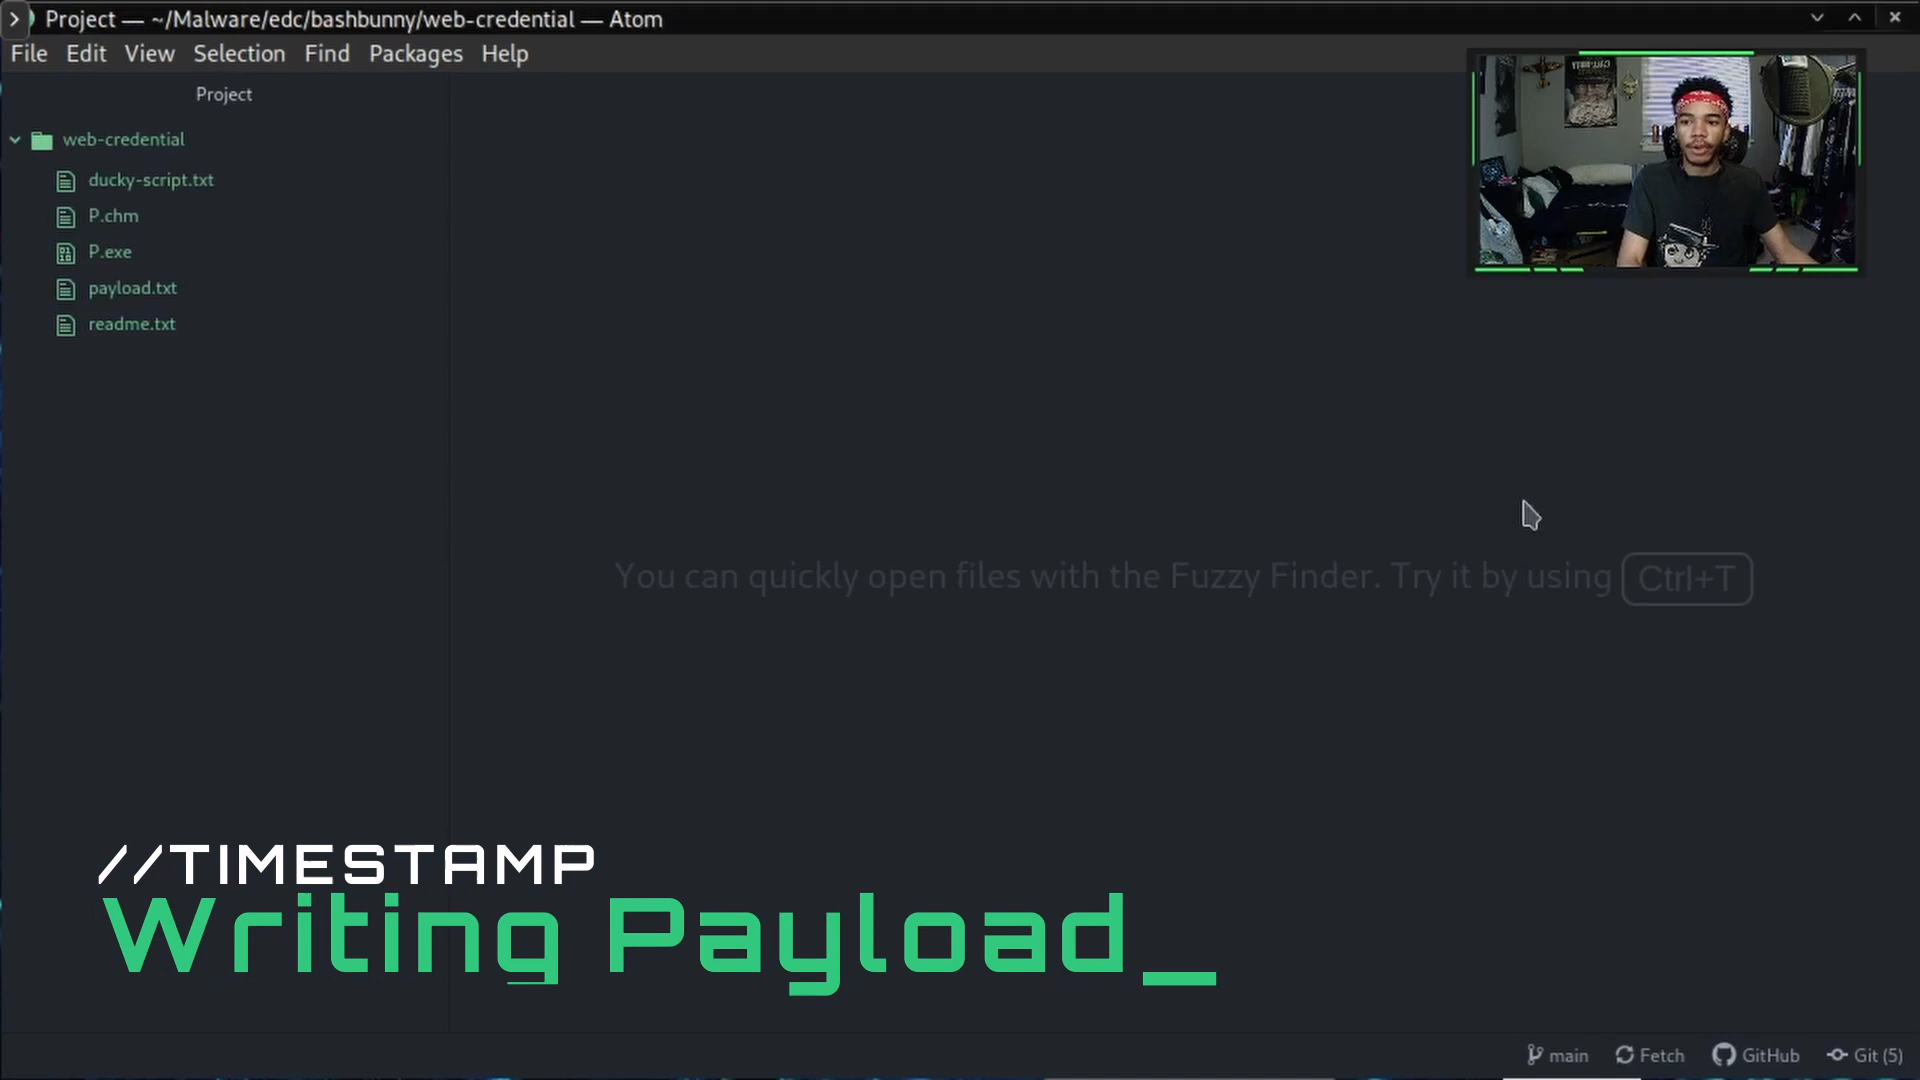 Project — ~/Malware/edc/bashbunny/web-credential — Atom
File Edit View Selection Find Packages Help
Project
web-credential
ducky-script.txt
P.chm
P.exe
payload.txt
readme.txt
You can quickly open files with the Fuzzy Finder. Try it by using Ctrl+T
//TIMESTAMP
Writing Payload_
main Fetch GitHub Git (5)